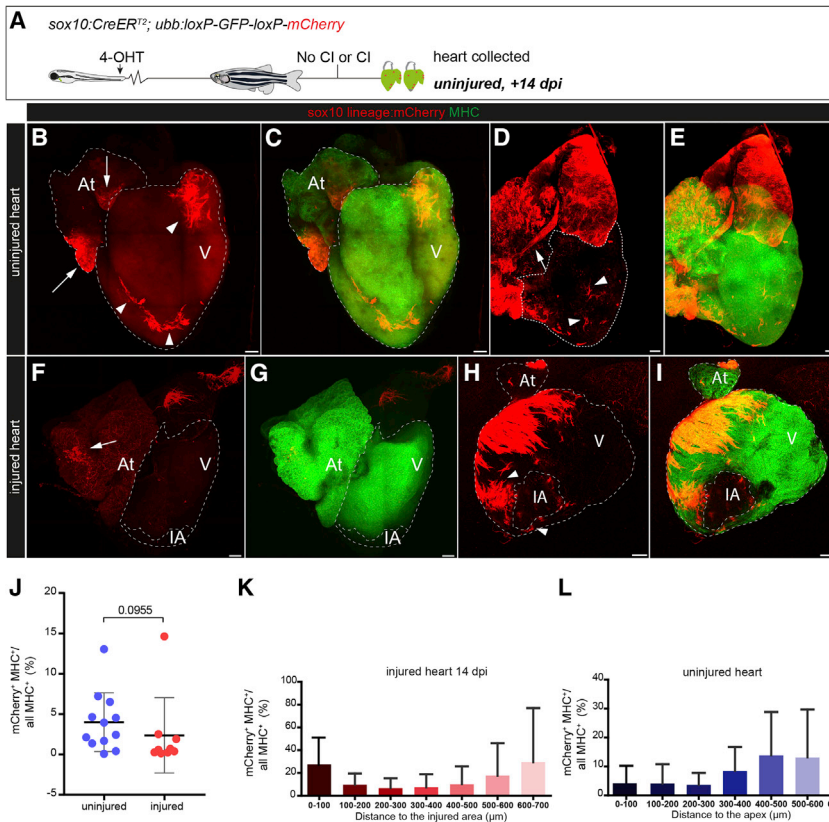 A
sox10:CreERT2; ubb:loxP-GFP-loxP-mCherry
4-OHT
No CI or CI
heart collected
uninjured, +14 dpi
sox10 lineage:mCherry MHC
uninjured heart
B
At
V
C
At
V
D
E
injured heart
F
At
V
IA
G
At
V
IA
H
At
V
IA
I
At
V
IA
J
mCherry+ MHC+/
all MHC+ (%)
20
15
10
5
0
-5
0.0955
uninjured
injured
K
injured heart 14 dpi
mCherry+ MHC+/
all MHC+ (%)
100
80
60
40
20
0
0-100 100-200 200-300 300-400 400-500 500-600 600-700
Distance to the injured area (µm)
L
uninjured heart
mCherry+ MHC+/
all MHC+ (%)
40
30
20
10
0
0-100 100-200 200-300 300-400 400-500 500-600
Distance to the apex (µm)